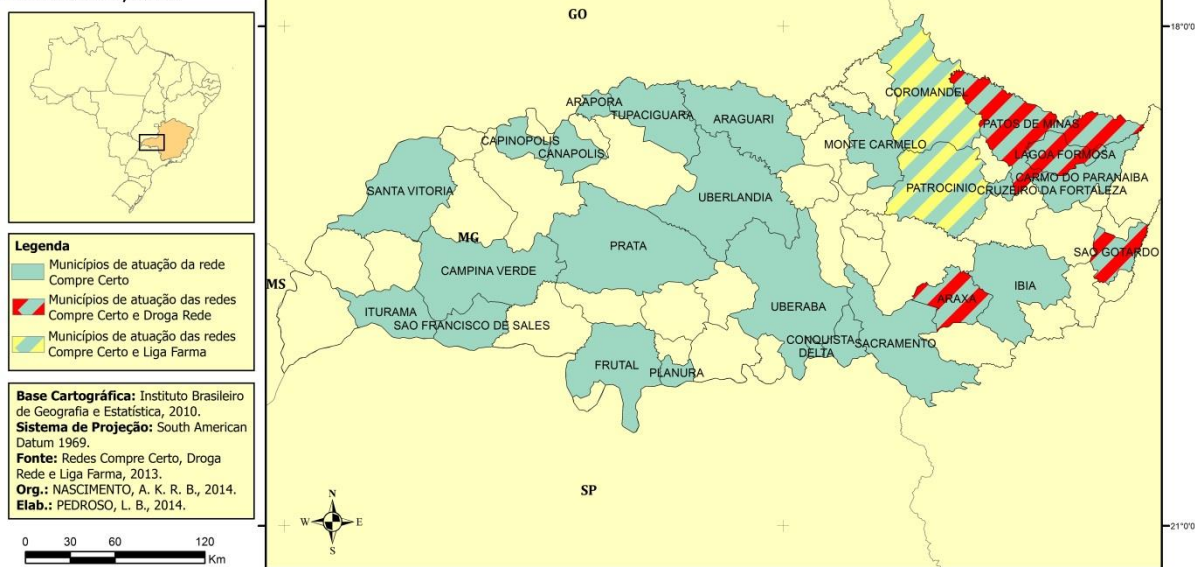 Legenda
Municípios de atuação da rede
Compre Certo
Municípios de atuação das redes
Compre Certo e Droga Rede
Municípios de atuação das redes
Compre Certo e Liga Farma
Base Cartográfica: Instituto Brasileiro
de Geografia e Estatística, 2010.
Sistema de Projeção: South American
Datum 1969.
Fonte: Redes Compre Certo, Droga
Rede e Liga Farma, 2013.
Org.: NASCIMENTO, A. K. R. B., 2014.
Elab.: PEDROSO, L. B., 2014.
0 30 60 120
Km
GO
18°0'0
COROMANDEL
ARAPORA
TUPACIGUARA
ARAGUARI
PATOS DE MINAS
CAPINOPOLIS
CANAPOLIS
MONTE CARMELO
LAGOA FORMOSA
CARMO DO PARANAIBA
CRUZEIRO DA FORTALEZA
SANTA VITORIA
UBERLANDIA
PATROCINIO
MG
PRATA
SAO GOTARDO
CAMPINA VERDE
MS
IBIA
ARAXA
ITURAMA
SAO FRANCISCO DE SALES
UBERABA
CONQUISTA
DELTA
SACRAMENTO
FRUTAL
PLANURA
SP
N
W
E
S
21°0'0